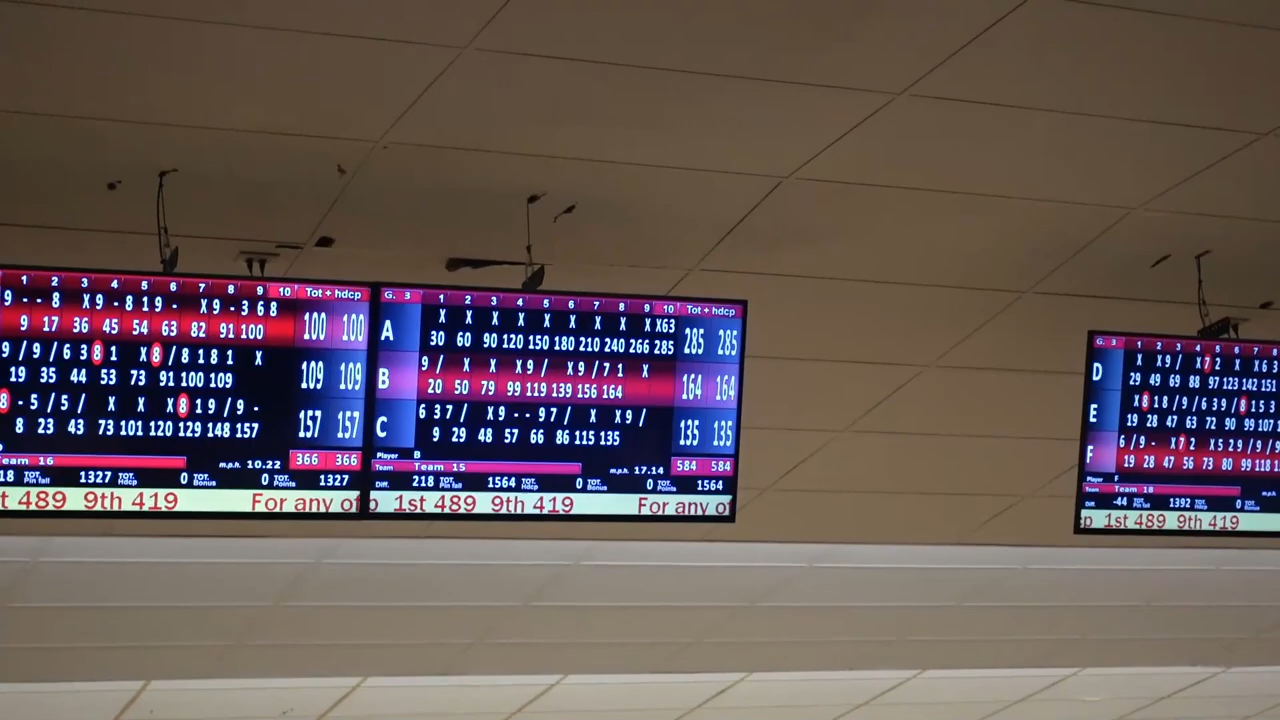 1 2 3 4 5 6 7 8 9 10 Tot + hdcp
9 - - 8 X 9 - 8 1 9 - X 9 - 3 6 8
9 17 36 45 54 63 82 91 100 100 100
9 / 9 / 6 3 8 1 X 8 / 8 1 8 1 X
19 35 44 53 73 91 100 109 109 109
8 - 5 / 5 / X X X 8 1 9 / 9 -
8 23 43 73 101 120 129 148 157 157 157
Team 16 m.p.h. 10.22 366 366
18 TOT. Pin fall 1327 TOT. Hdcp 0 TOT. Bonus 0 TOT. Points 1327
t 489 9th 419 For any of
G. 3 1 2 3 4 5 6 7 8 9 10 Tot + hdcp
A X X X X X X X X X X 6 3
30 60 90 120 150 180 210 240 266 285 285 285
B 9 / X X X 9 / X 9 / 7 1 X
20 50 79 99 119 139 156 164 164 164
C 6 3 7 / X 9 - - 9 7 / X X 9 /
9 29 48 57 66 86 115 135 135 135
Player B
Team Team 15 m.p.h. 17.14 584 584
Diff. 218 TOT. Pin fall 1564 TOT. Hdcp 0 TOT. Bonus 0 TOT. Points 1564
p 1st 489 9th 419 For any of
G. 3 1 2 3 4 5 6 7 8
D X X 9 / X 7 2 X X 6 3
29 49 69 88 97 123 142 151
E X 8 1 8 / 9 / 6 3 9 / 8 1 5 3
19 28 47 63 72 90 99 107
F 6 / 9 - X 7 2 X 5 2 9 / 9
19 28 47 56 73 80 99 118
Player F
Team Team 18
Diff. -44 TOT. Pin fall 1392 TOT. Hdcp 0 TOT. Bonus
p 1st 489 9th 419